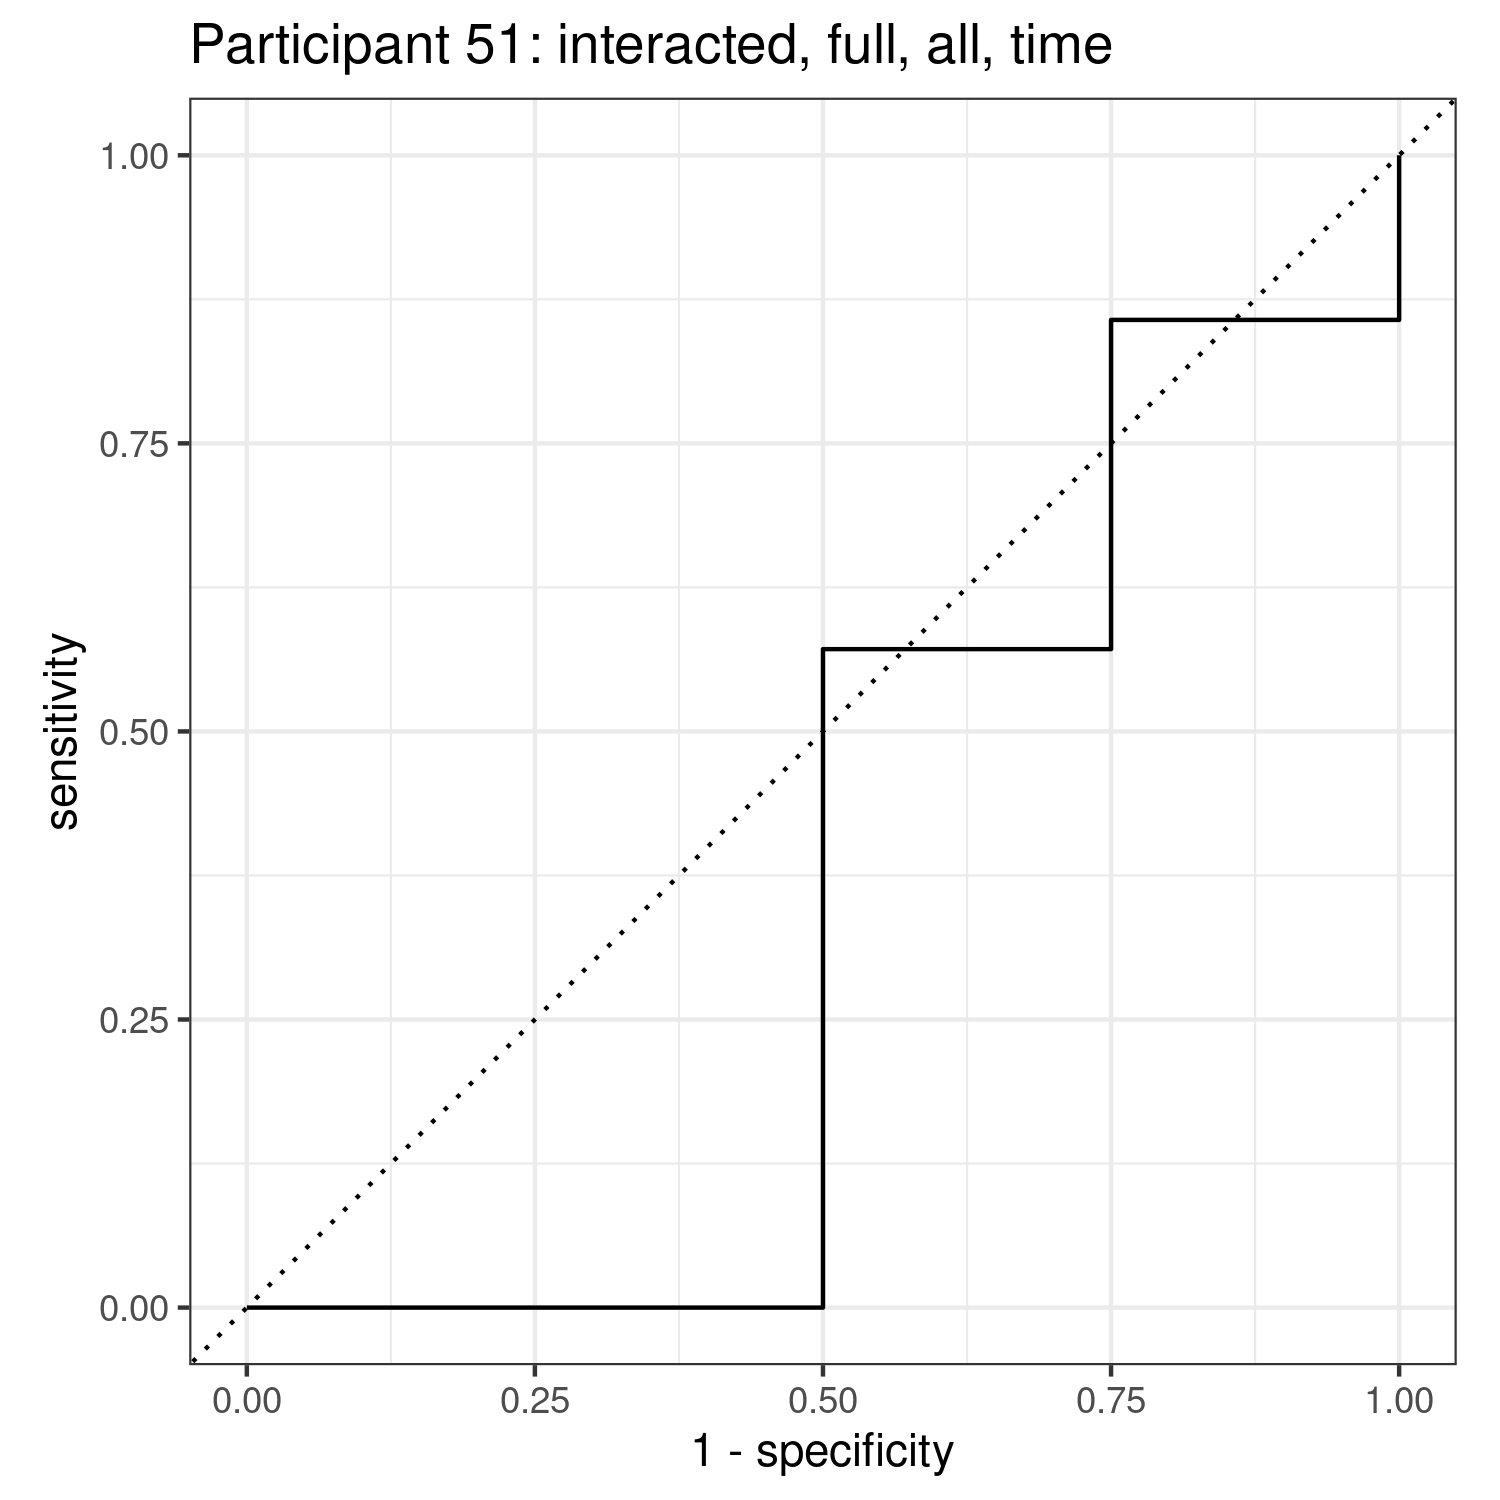 Participant 51: interacted, full, all, time
1.00
0.75
0.50
0.25
0.00
sensitivity
0.00 0.25 0.50 0.75 1.00
1 - specificity